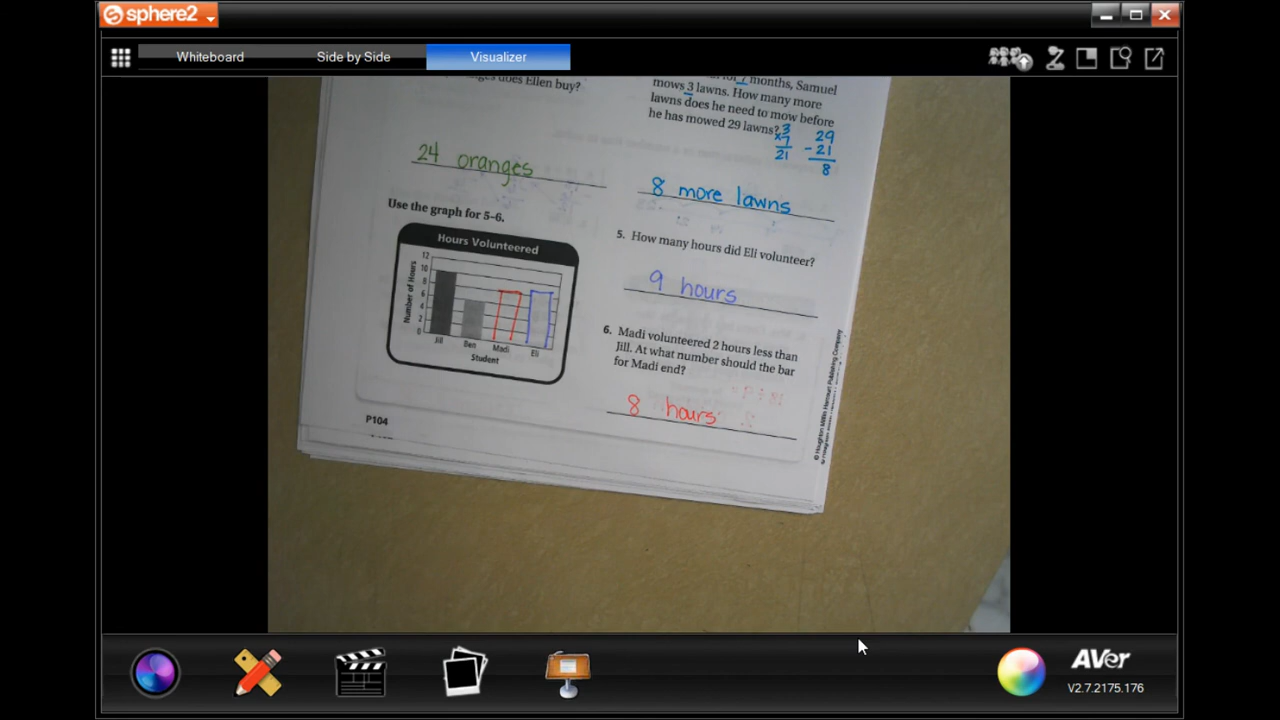 sphere2
Whiteboard
Side by Side
Visualizer
does Ellen buy?
24 oranges
months, Samuel
mows 3 lawns. How many more
lawns does he need to mow before
he has mowed 29 lawns?
3
x7
21
29
-21
8
8 more lawns
Use the graph for 5-6.
Hours Volunteered
Number of Hours
12
10
8
6
4
2
0
Jill Ben Madi Eli
Student
5. How many hours did Eli volunteer?
9 hours
6. Madi volunteered 2 hours less than
Jill. At what number should the bar
for Madi end?
8 hours
P104
© Houghton Mifflin Harcourt Publishing Company
AVer
V2.7.2175.176